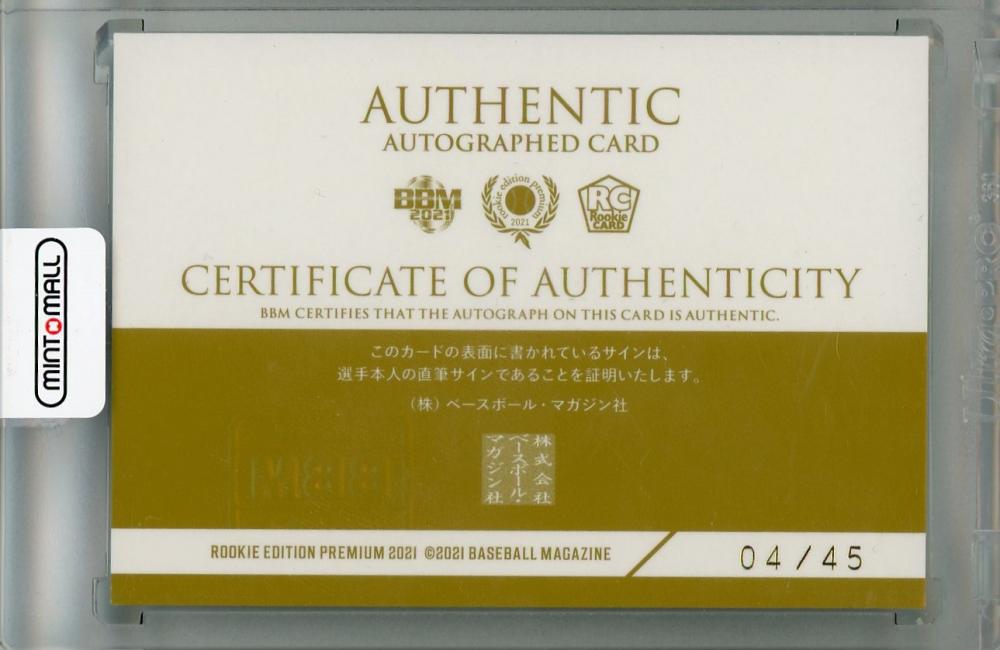 AUTHENTIC
AUTOGRAPHED CARD
BBM
2021
rookie edition premium
2021
RC
Rookie
CARD
CERTIFICATE OF AUTHENTICITY
BBM CERTIFIES THAT THE AUTOGRAPH ON THIS CARD IS AUTHENTIC.
MINTOMALL
このカードの表面に書かれているサインは、
選手本人の直筆サインであることを証明いたします。
(株) ベースボール・マガジン社
株式会社
ベースボール・
マガジン社
ROOKIE EDITION PREMIUM 2021 ©2021 BASEBALL MAGAZINE
04/45